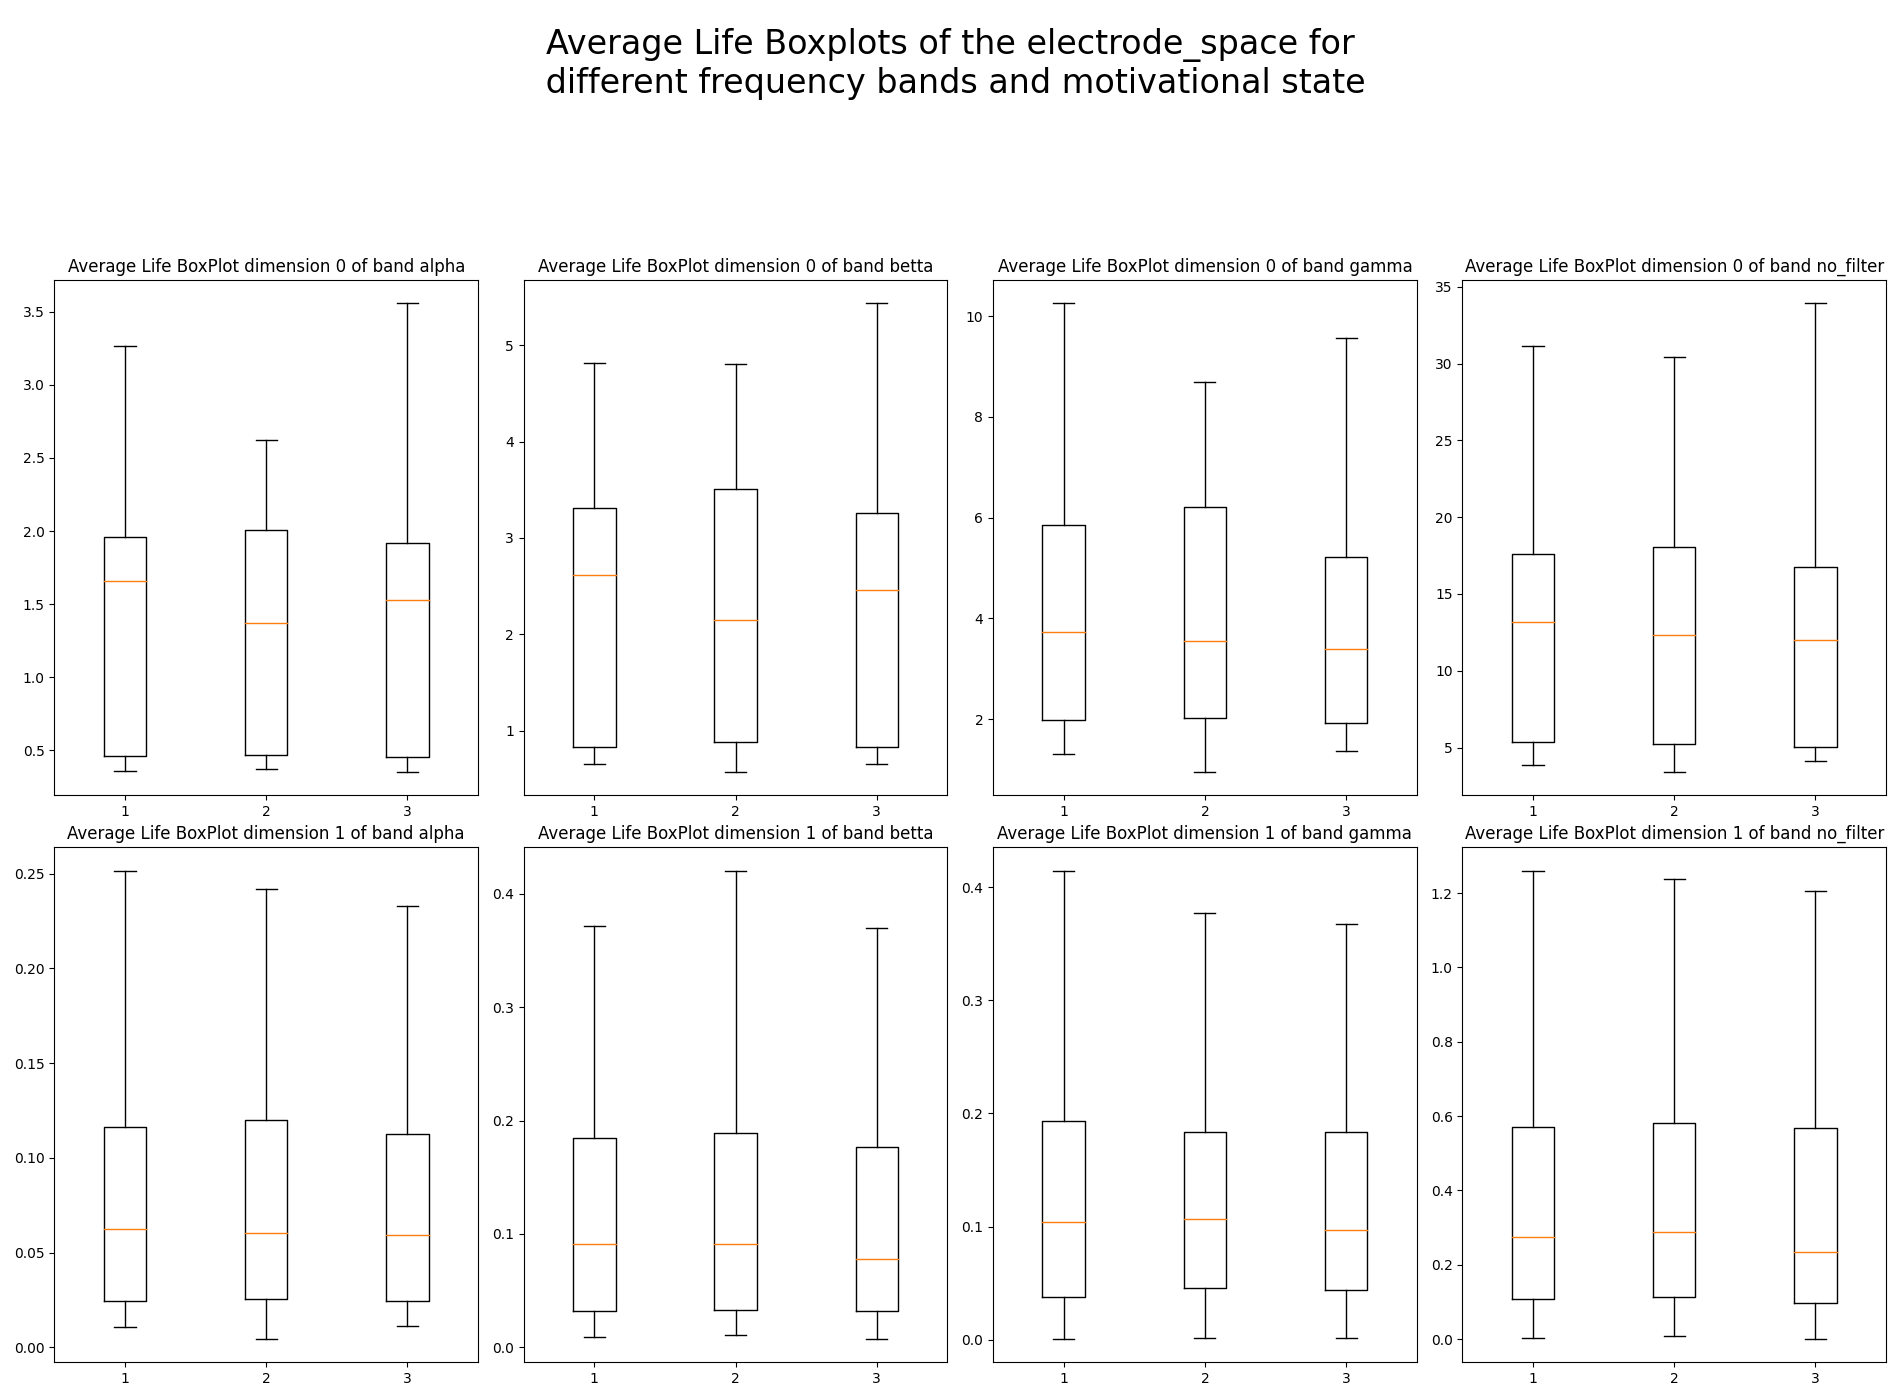 Average Life Boxplots of the electrode_space for
different frequency bands and motivational state
Average Life BoxPlot dimension 0 of band alpha
3.5
3.0
2.5
2.0
1.5
1.0
0.5
1 2 3
Average Life BoxPlot dimension 0 of band betta
5
4
3
2
1
1 2 3
Average Life BoxPlot dimension 0 of band gamma
10
8
6
4
2
1 2 3
Average Life BoxPlot dimension 0 of band no_filter
35
30
25
20
15
10
5
1 2 3
Average Life BoxPlot dimension 1 of band alpha
0.25
0.20
0.15
0.10
0.05
0.00
1 2 3
Average Life BoxPlot dimension 1 of band betta
0.4
0.3
0.2
0.1
0.0
1 2 3
Average Life BoxPlot dimension 1 of band gamma
0.4
0.3
0.2
0.1
0.0
1 2 3
Average Life BoxPlot dimension 1 of band no_filter
1.2
1.0
0.8
0.6
0.4
0.2
0.0
1 2 3